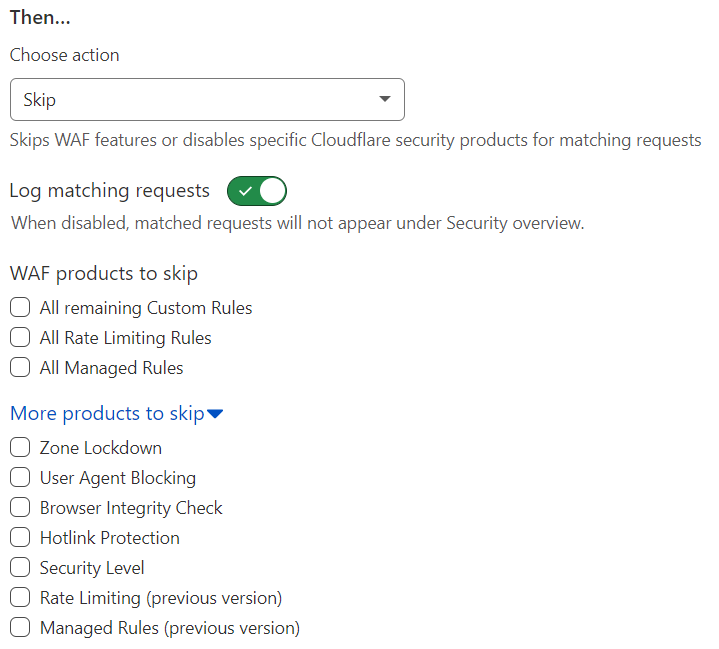 Then...
Choose action
Skip
Skips WAF features or disables specific Cloudflare security products for matching requests
Log matching requests
When disabled, matched requests will not appear under Security overview.
WAF products to skip
All remaining Custom Rules
All Rate Limiting Rules
All Managed Rules
More products to skip
Zone Lockdown
User Agent Blocking
Browser Integrity Check
Hotlink Protection
Security Level
Rate Limiting (previous version)
Managed Rules (previous version)